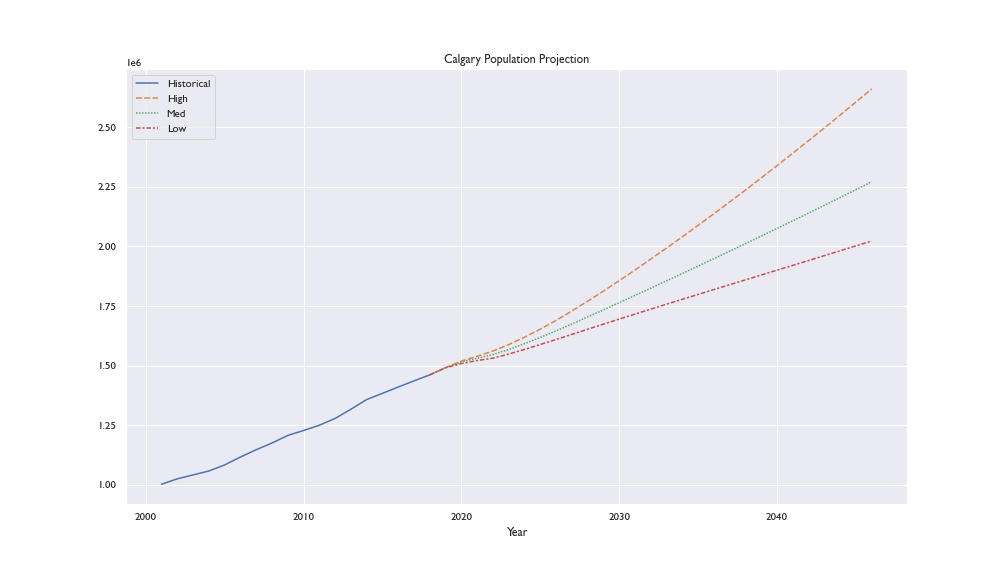 Calgary Population Projection
1e6
Historical
High
Med
Low
2.50
2.25
2.00
1.75
1.50
1.25
1.00
2000 2010 2020 2030 2040
Year